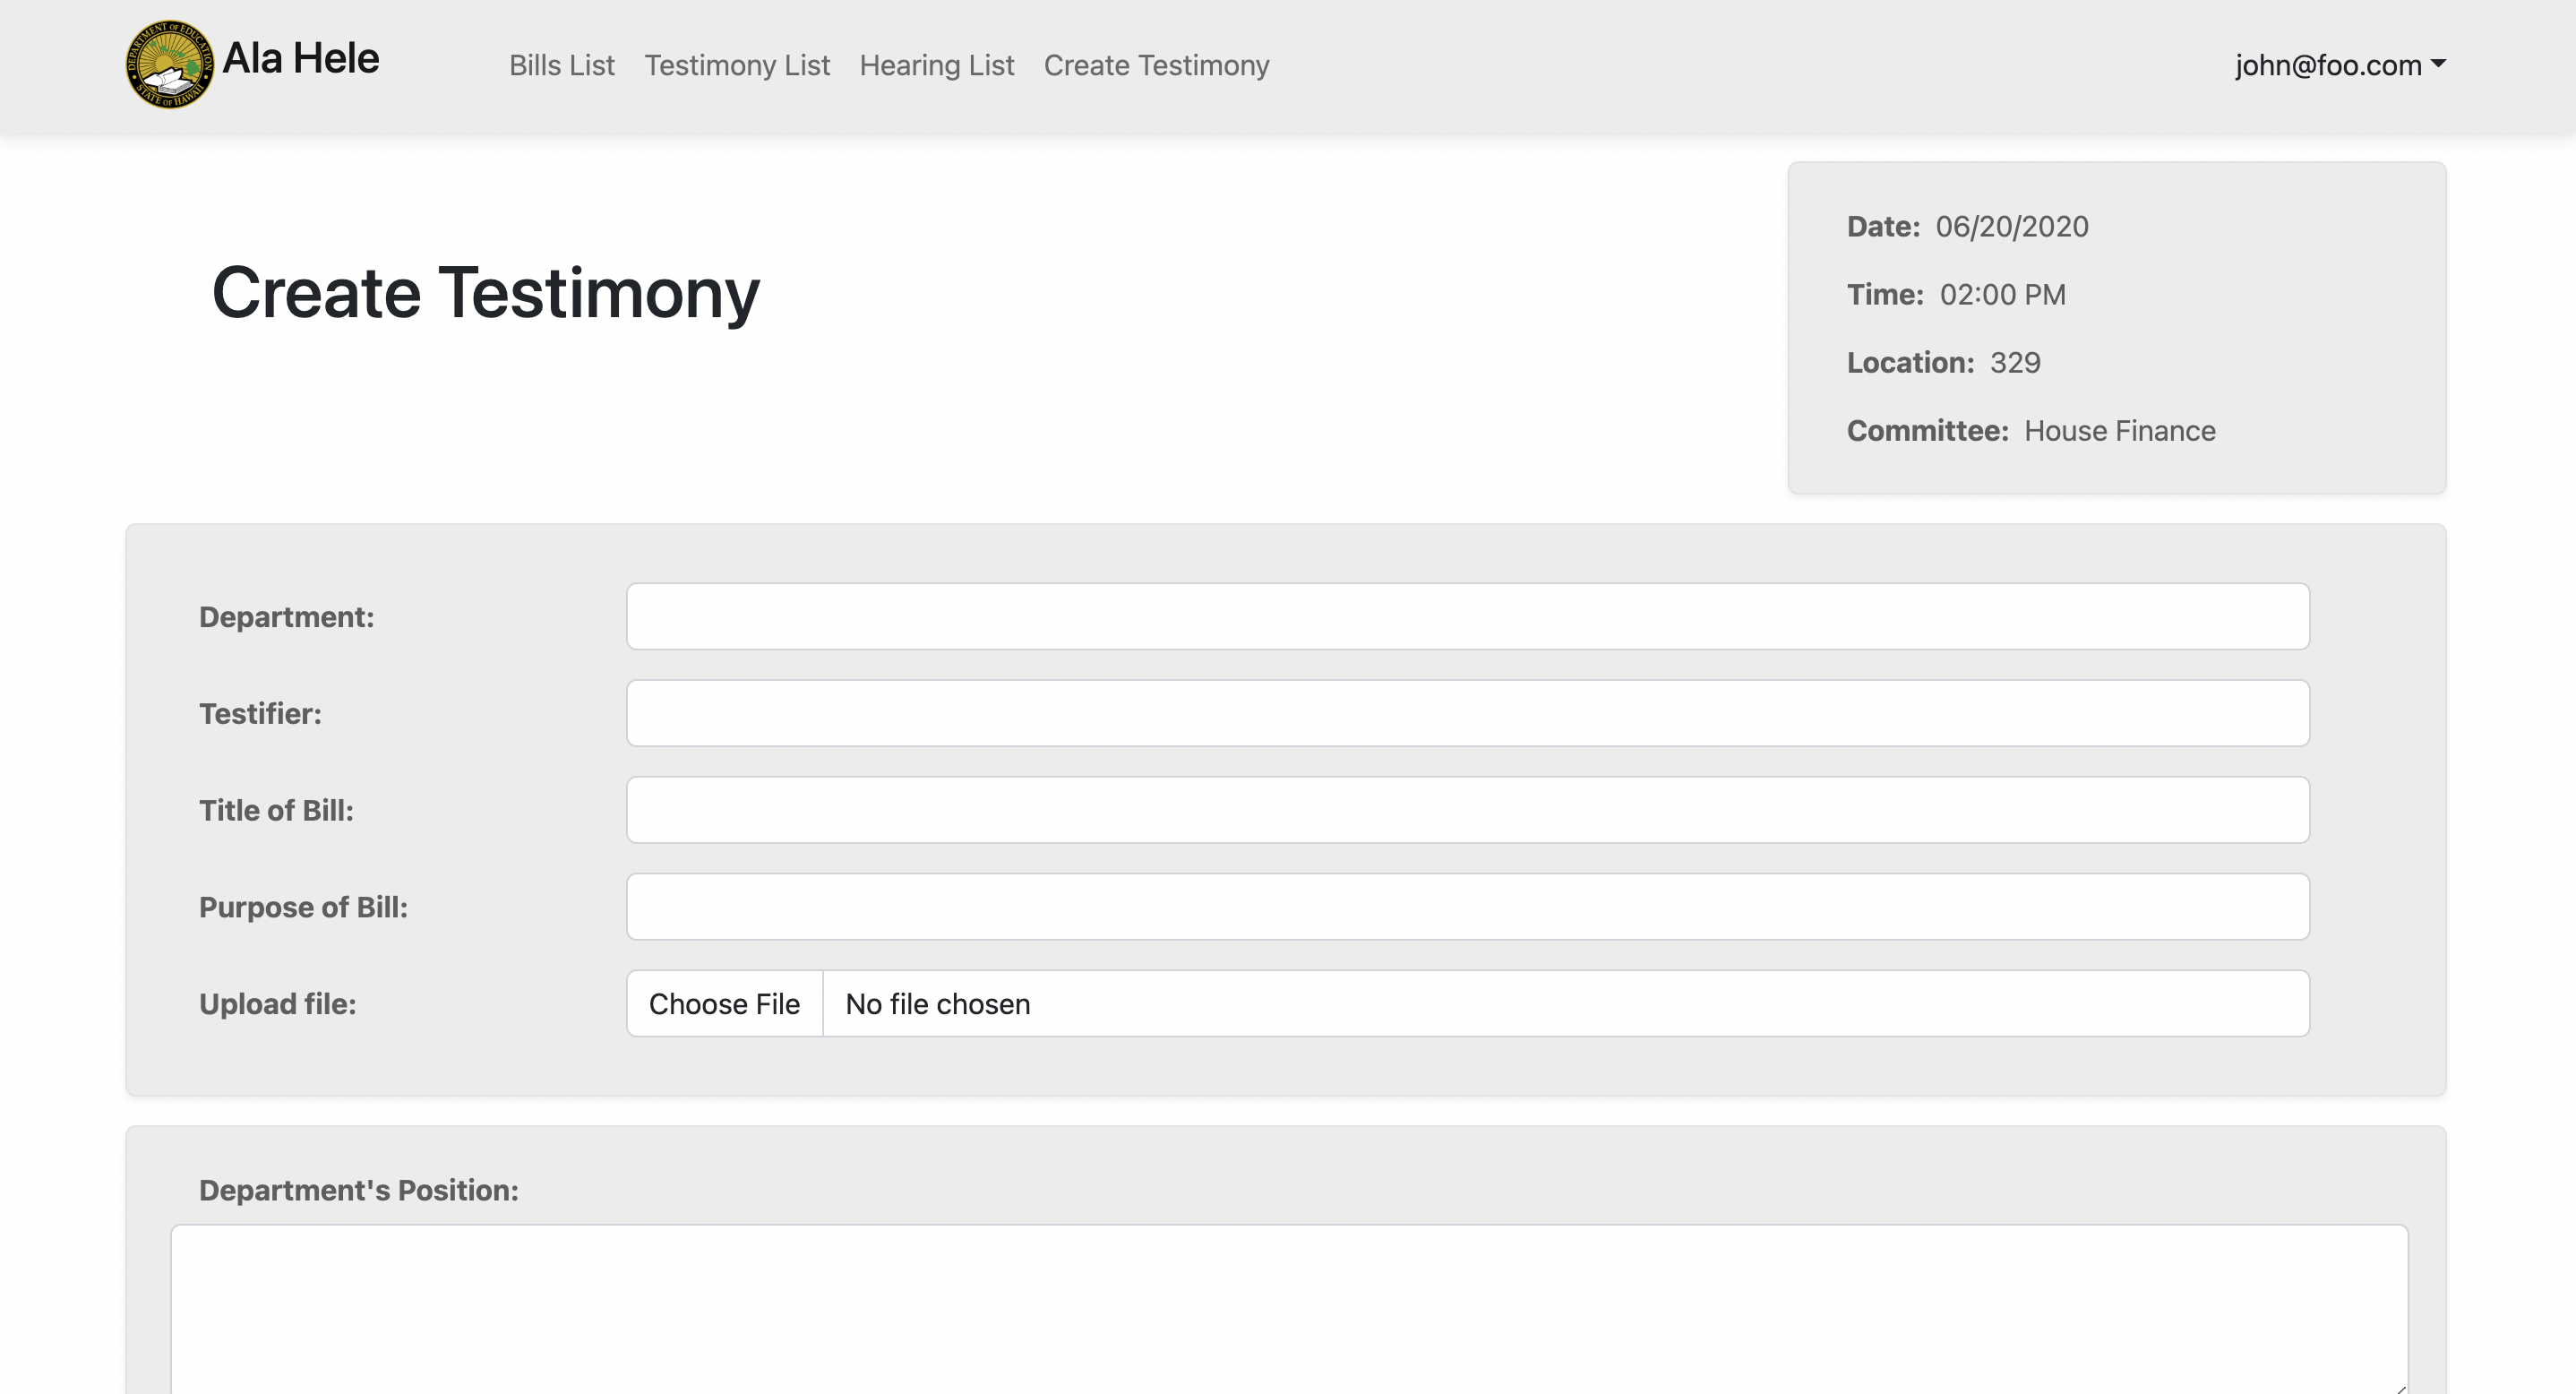 DEPARTMENT OF EDUCATION
STATE OF HAWAII
Ala Hele
Bills List Testimony List Hearing List Create Testimony
john@foo.com
Create Testimony
Date: 06/20/2020
Time: 02:00 PM
Location: 329
Committee: House Finance
Department:
Testifier:
Title of Bill:
Purpose of Bill:
Upload file: Choose File No file chosen
Department's Position: